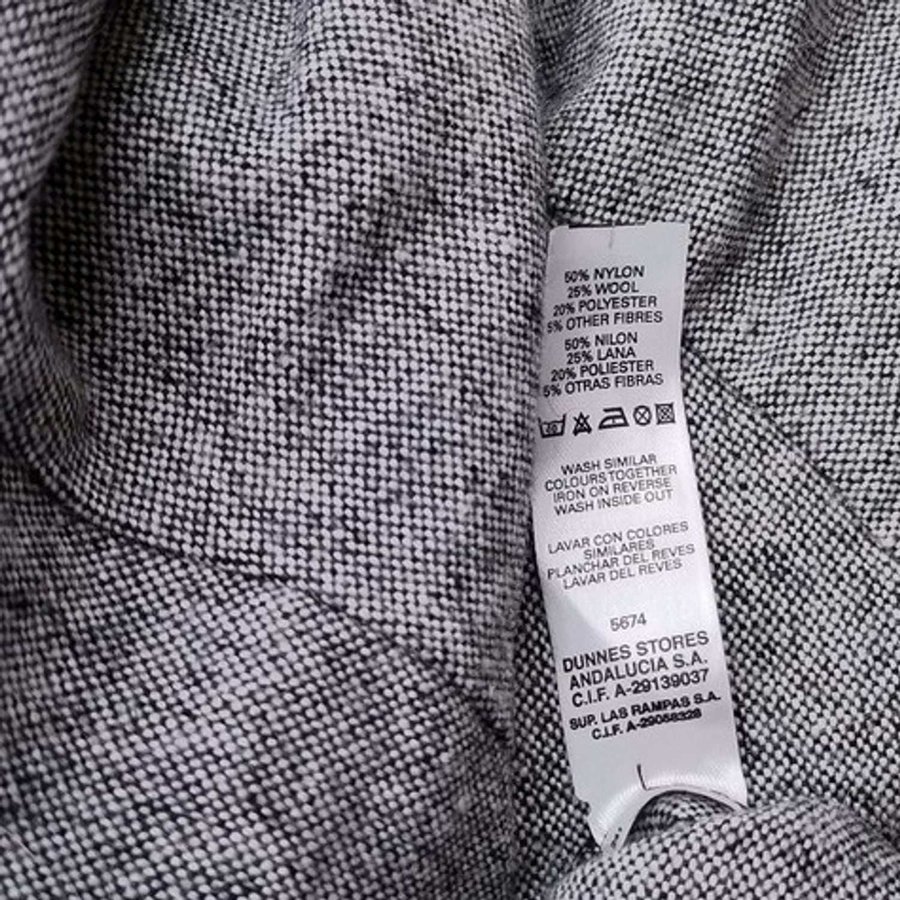 50% NYLON
25% WOOL
20% POLYESTER
5% OTHER FIBRES
50% NILON
25% LANA
20% POLIESTER
5% OTRAS FIBRAS
WASH SIMILAR
COLOURS TOGETHER
IRON ON REVERSE
WASH INSIDE OUT
LAVAR CON COLORES
SIMILARES
PLANCHAR DEL REVES
LAVAR DEL REVES
5674
DUNNES STORES
ANDALUCIA S.A.
C.I.F. A-29139037
SUP. LAS RAMPAS S.A.
C.I.F. A-29058328